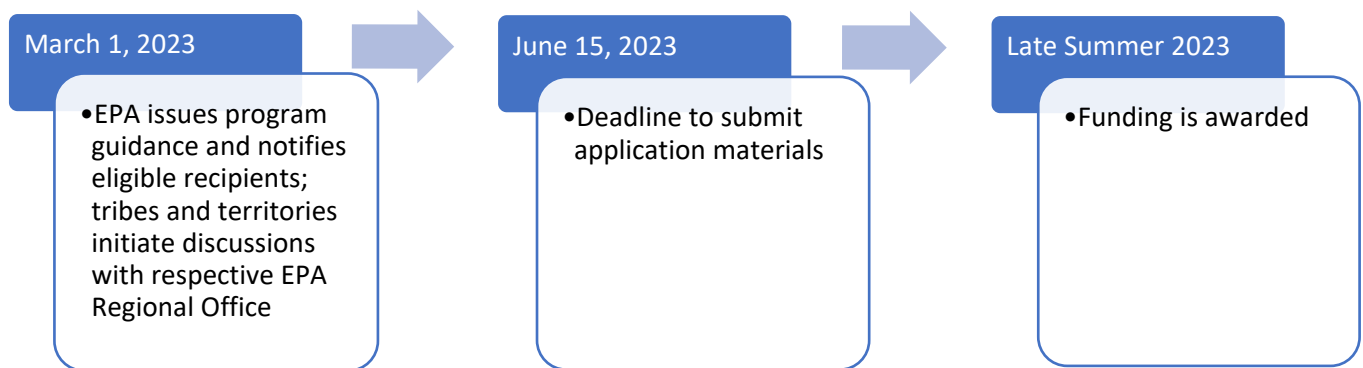 March 1, 2023
•EPA issues program
guidance and notifies
eligible recipients;
tribes and territories
initiate discussions
with respective EPA
Regional Office
June 15, 2023
•Deadline to submit
application materials
Late Summer 2023
•Funding is awarded